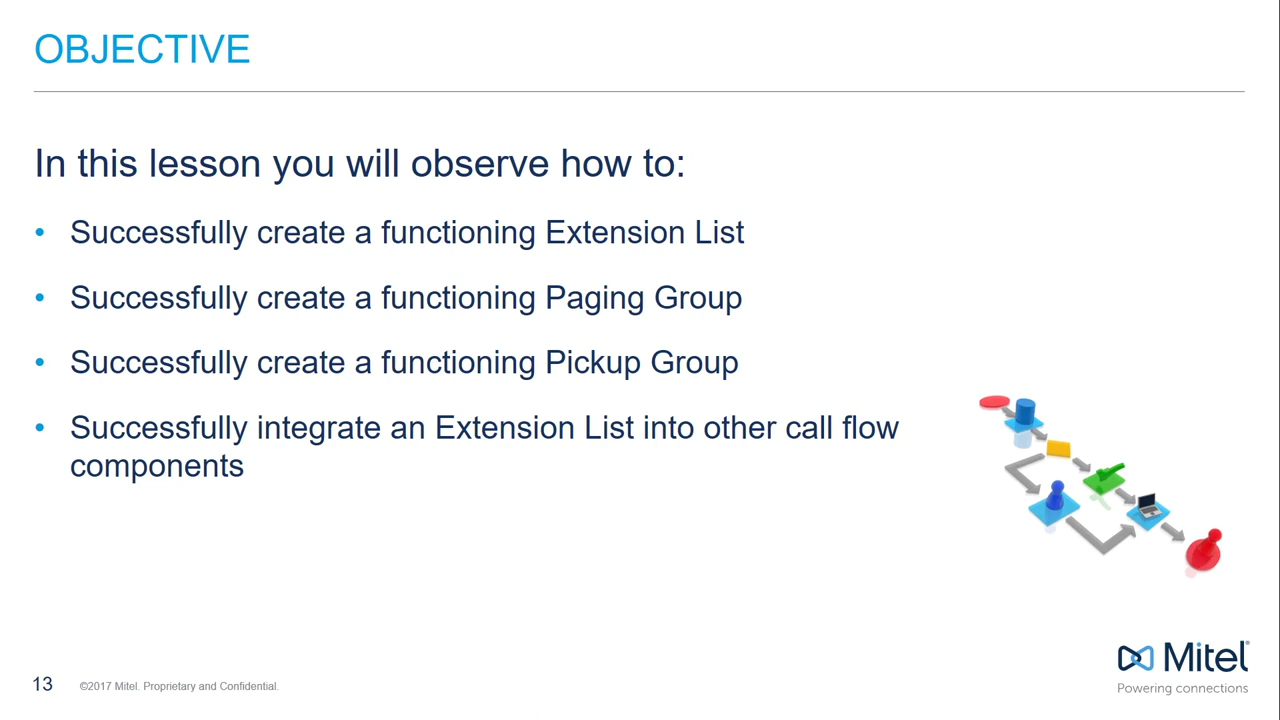 OBJECTIVE
In this lesson you will observe how to:
• Successfully create a functioning Extension List
• Successfully create a functioning Paging Group
• Successfully create a functioning Pickup Group
• Successfully integrate an Extension List into other call flow
components
Mitel®
Powering connections
13 ©2017 Mitel. Proprietary and Confidential.